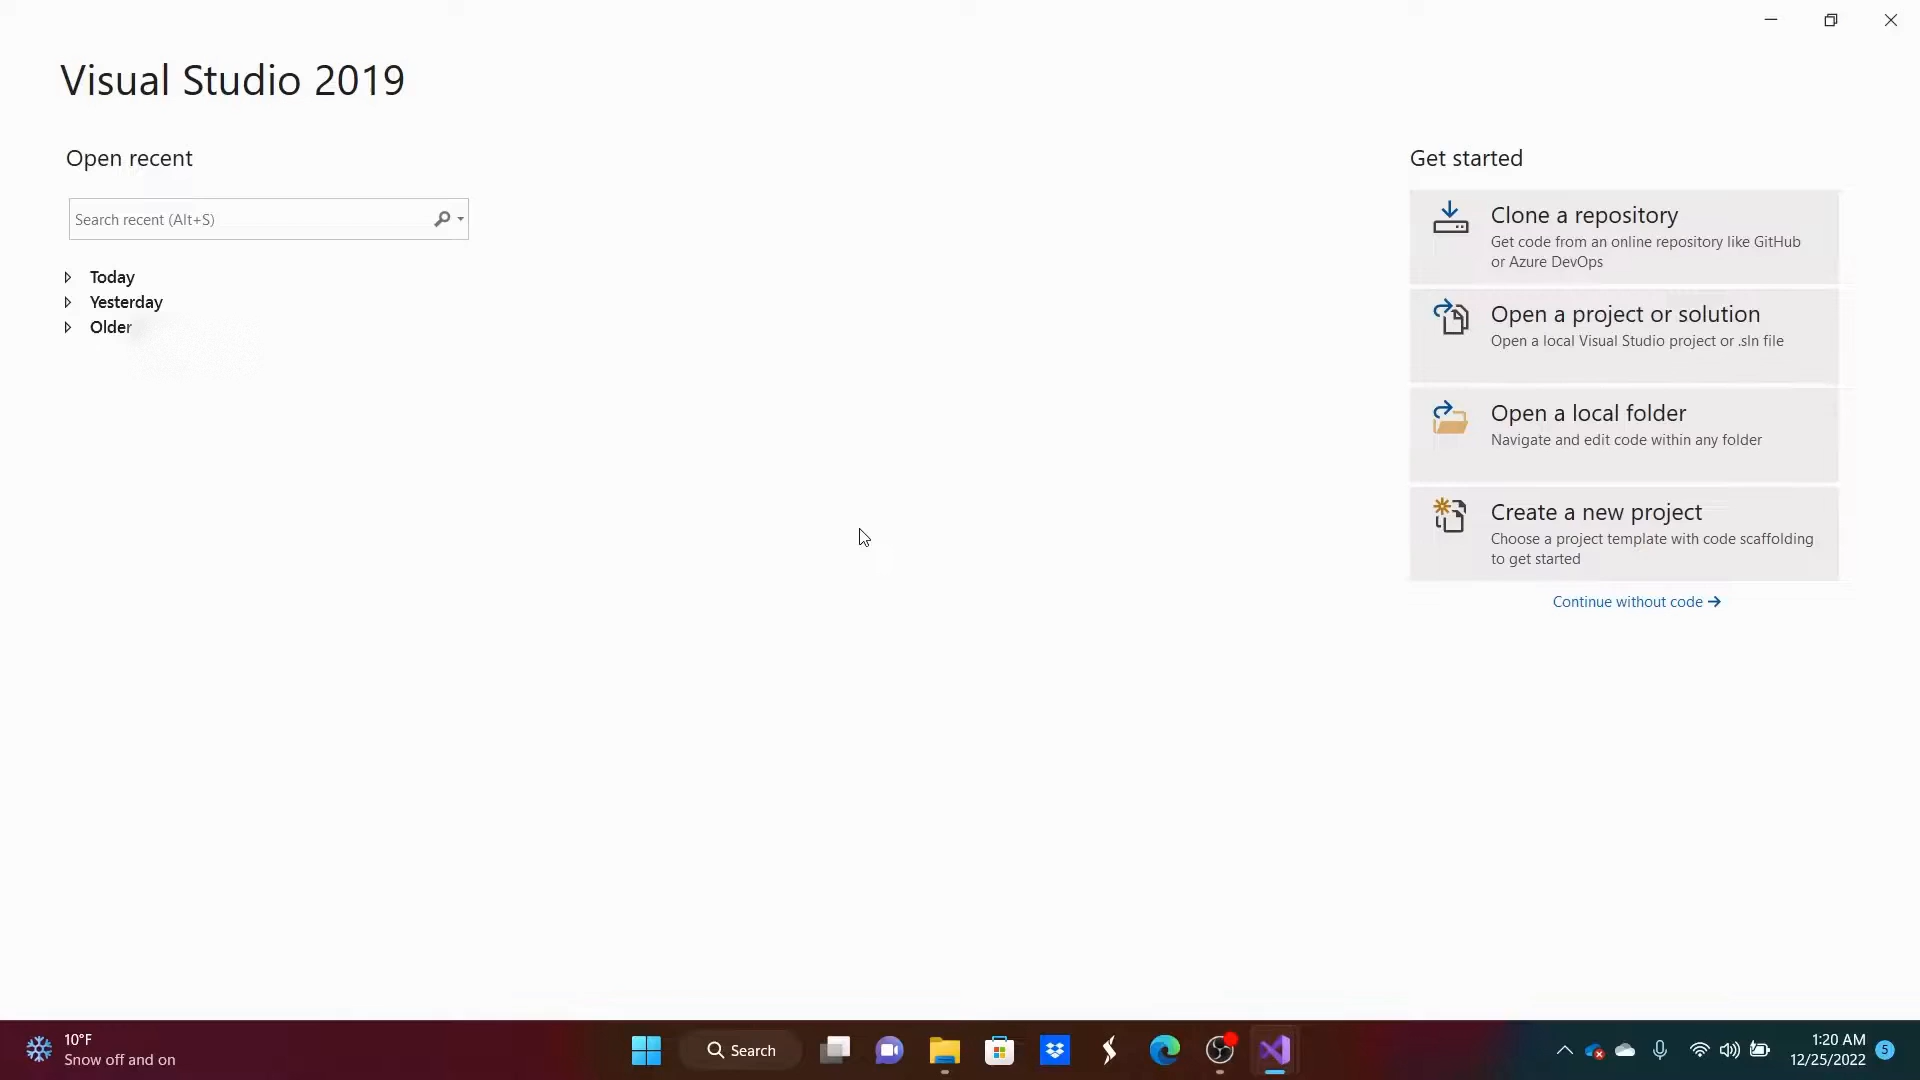 Visual Studio 2019
Open recent
Search recent (Alt+S)
Today
Yesterday
Older
Get started
Clone a repository
Get code from an online repository like GitHub
or Azure DevOps
Open a project or solution
Open a local Visual Studio project or .sln file
Open a local folder
Navigate and edit code within any folder
Create a new project
Choose a project template with code scaffolding
to get started
Continue without code
10°F
Snow off and on
Search
1:20 AM
12/25/2022
5